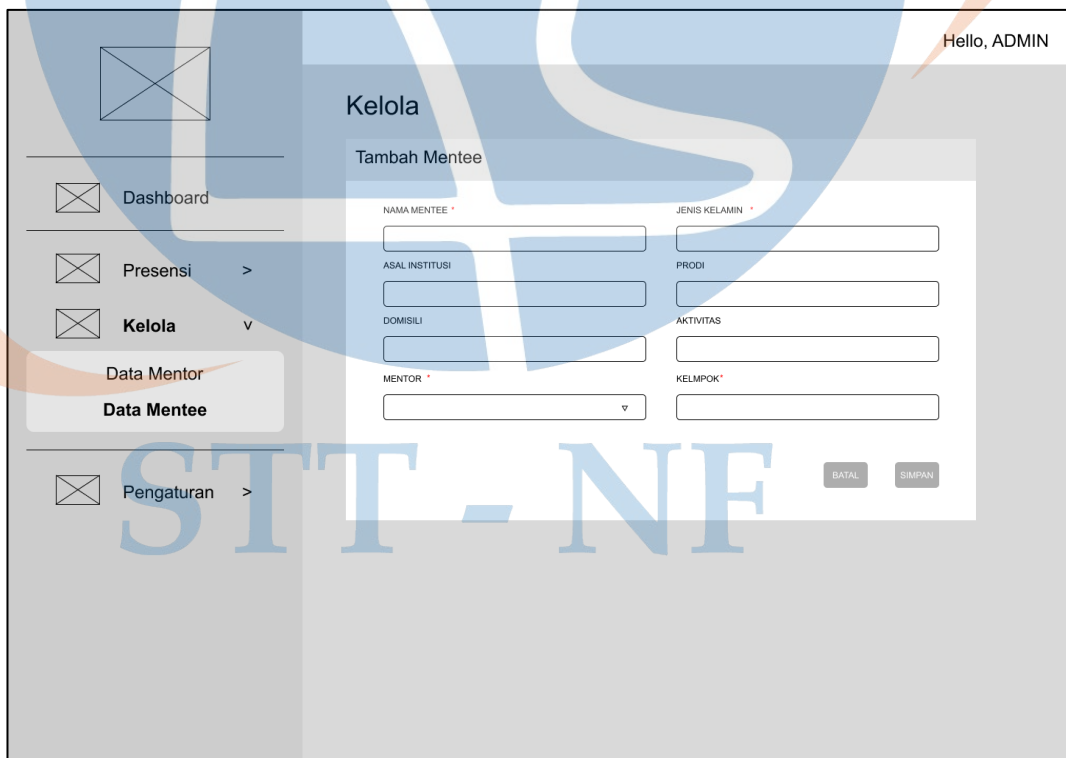 Hello, ADMIN
Dashboard
Presensi >
Kelola v
Data Mentor
Data Mentee
Pengaturan >
Kelola
Tambah Mentee
NAMA MENTEE * JENIS KELAMIN *
ASAL INSTITUSI PRODI
DOMISILI AKTIVITAS
MENTOR * KELMPOK*
BATAL SIMPAN
STT - NF